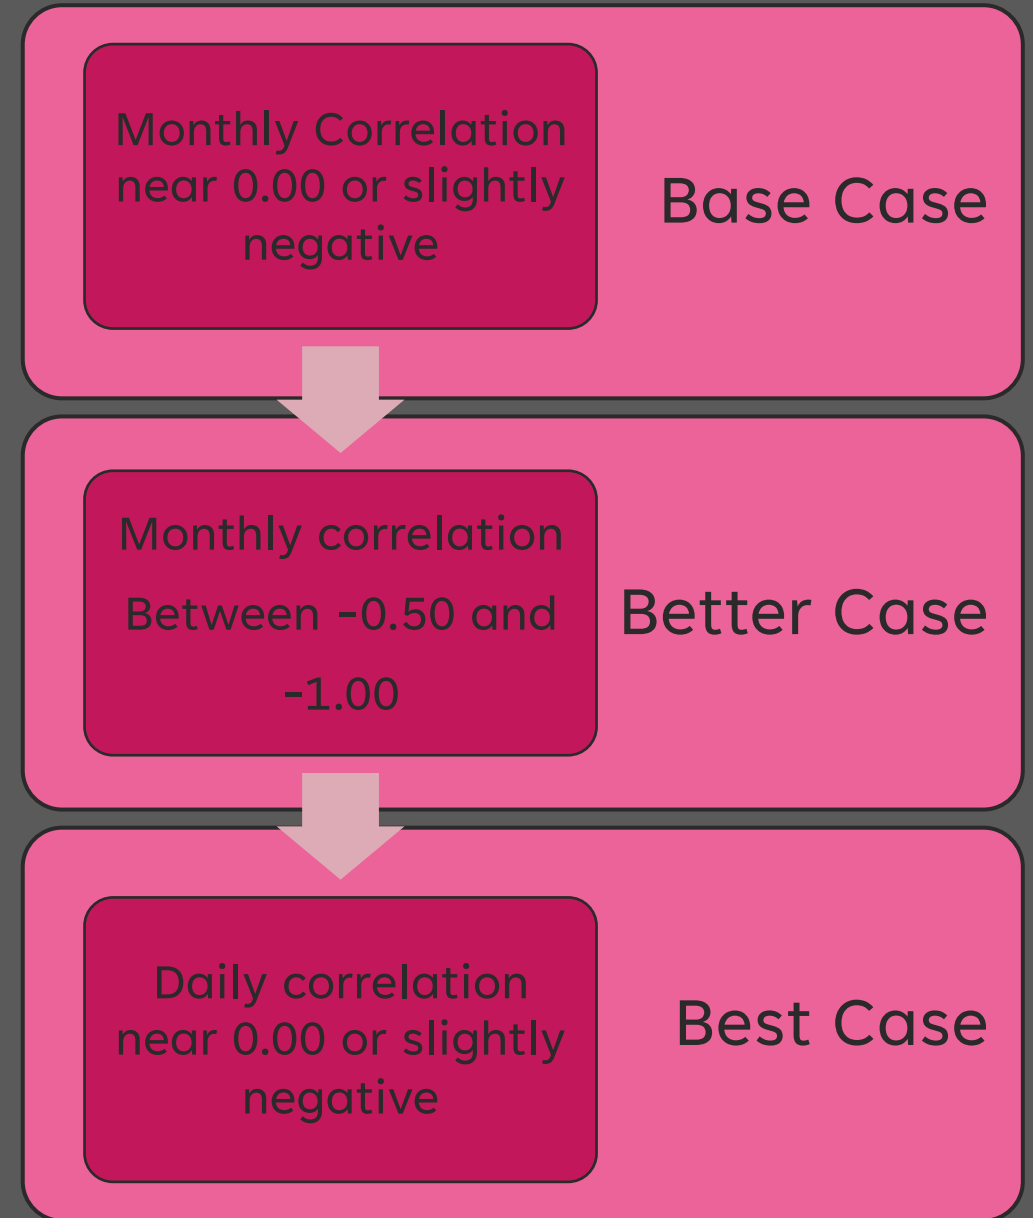 Monthly Correlation
near 0.00 or slightly
negative
Base Case
Monthly correlation
Between -0.50 and
-1.00
Better Case
Daily correlation
near 0.00 or slightly
negative
Best Case